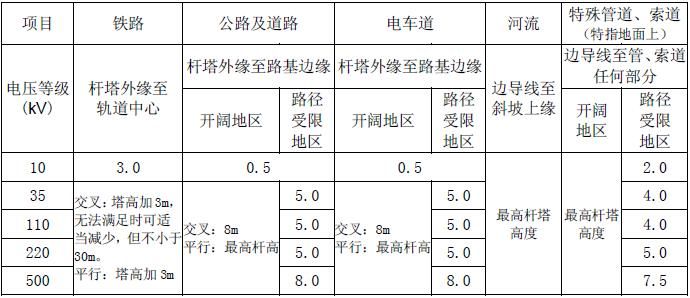 项目 铁路 公路及道路 电车道 河流 特殊管道、索道
(特指地面上)
电压等级
(kV)
杆塔外缘至
轨道中心
杆塔外缘至路基边缘
开阔地区
路径
受限
地区
杆塔外缘至路基边缘
开阔地区
路径
受限
地区
边导线至
斜坡上缘
边导线至管、索道
任何部分
开阔
地区
路径
受限
地区
10 3.0 0.5 0.5 2.0
35 5.0 5.0 4.0
110 5.0 5.0 4.0
220 5.0 5.0 5.0
500 8.0 8.0 7.5
交叉：塔高加3m，
无法满足时可适
当减少，但不小于
30m。
平行：塔高加3m
交叉：8m
平行：最高杆高
交叉：8m
平行：最高杆高
最高杆塔
高度
最高杆塔
高度